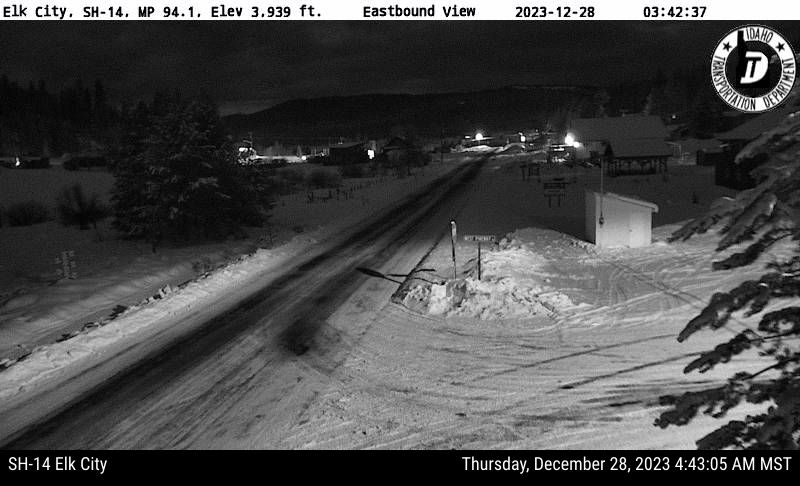 Elk City, SH-14, MP 94.1, Elev 3,939 ft. Eastbound View 2023-12-28 03:42:37
IDAHO
TRANSPORTATION DEPARTMENT
SH-14 Elk City
Thursday, December 28, 2023 4:43:05 AM MST